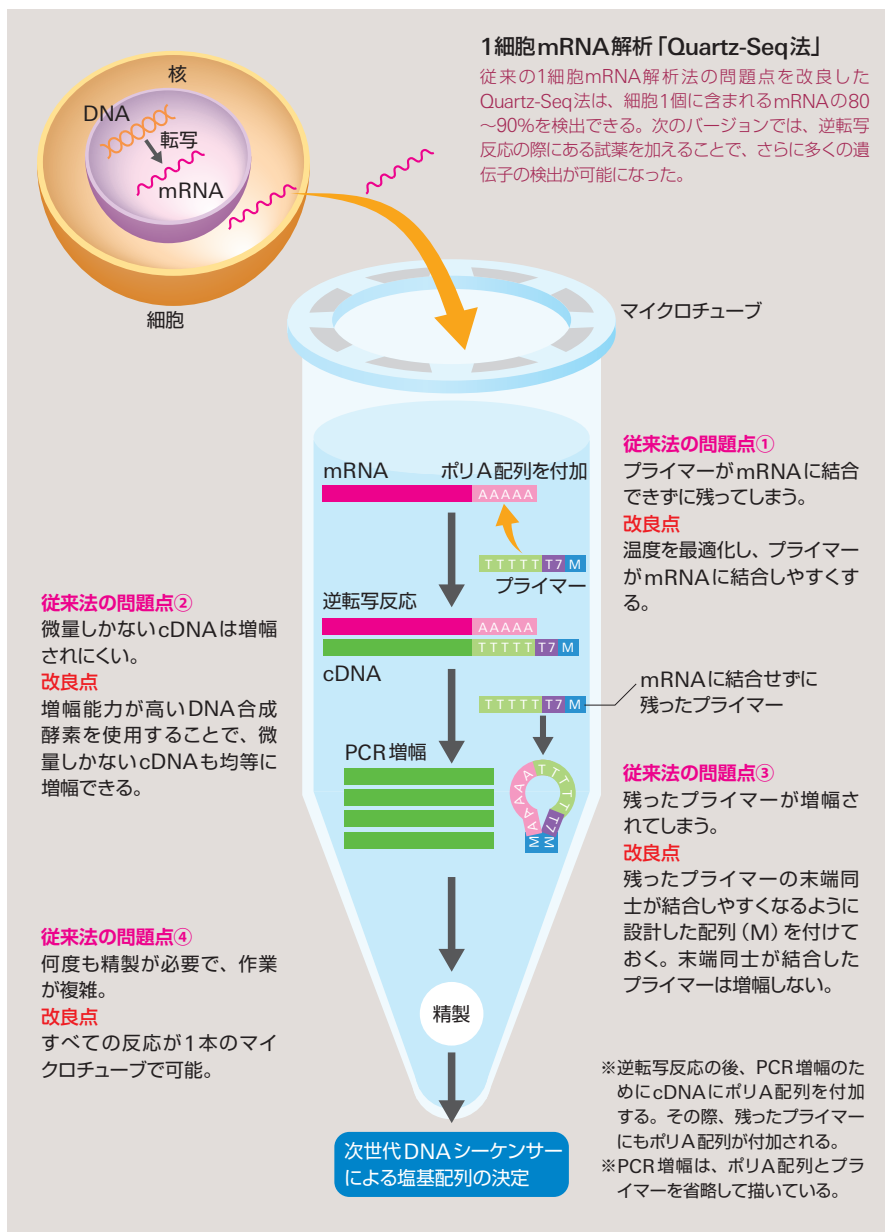 1細胞mRNA解析「Quartz-Seq法」
従来の1細胞mRNA解析法の問題点を改良した
Quartz-Seq法は、細胞1個に含まれるmRNAの80
～90%を検出できる。次のバージョンでは、逆転写
反応の際にある試薬を加えることで、さらに多くの遺
伝子の検出が可能になった。
核
DNA
転写
mRNA
細胞
マイクロチューブ
mRNA
ポリA配列を付加
AAAAA
TTTTT T7 M
プライマー
従来法の問題点①
プライマーがmRNAに結合
できずに残ってしまう。
改良点
温度を最適化し、プライマー
がmRNAに結合しやすくす
る。
逆転写反応
AAAAA
TTTTT T7 M
cDNA
従来法の問題点②
微量しかないcDNAは増幅
されにくい。
改良点
増幅能力が高いDNA合成
酵素を使用することで、微
量しかないcDNAも均等に
増幅できる。
TTTTT T7 M
mRNAに結合せずに
残ったプライマー
PCR増幅
M AAAAA TTTTT T7 M
従来法の問題点③
残ったプライマーが増幅さ
れてしまう。
改良点
残ったプライマーの末端同
士が結合しやすくなるように
設計した配列（M）を付けて
おく。末端同士が結合した
プライマーは増幅しない。
従来法の問題点④
何度も精製が必要で、作業
が複雑。
改良点
すべての反応が1本のマイ
クロチューブで可能。
精製
次世代DNAシーケンサー
による塩基配列の決定
※逆転写反応の後、PCR増幅のた
めにcDNAにポリA配列を付加
する。その際、残ったプライマー
にもポリA配列が付加される。
※PCR増幅は、ポリA配列とプラ
イマーを省略して描いている。